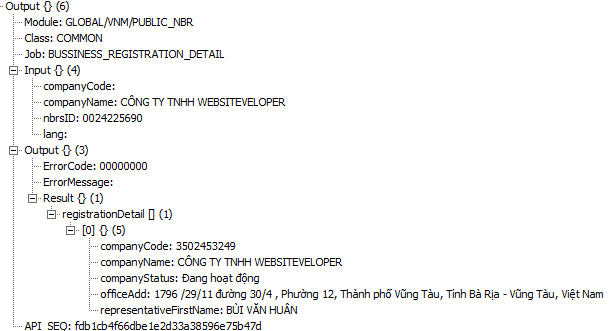 Output {} (6)
Module: GLOBAL/VNM/PUBLIC_NBR
Class: COMMON
Job: BUSSINESS_REGISTRATION_DETAIL
Input {} (4)
companyCode:
companyName: CÔNG TY TNHH WEBSITEVELOPER
nbrsID: 0024225690
lang:
Output {} (3)
ErrorCode: 00000000
ErrorMessage:
Result {} (1)
registrationDetail [] (1)
[0] {} (5)
companyCode: 3502453249
companyName: CÔNG TY TNHH WEBSITEVELOPER
companyStatus: Đang hoạt động
officeAdd: 1796 /29/11 đường 30/4 , Phường 12, Thành phố Vũng Tàu, Tỉnh Bà Rịa - Vũng Tàu, Việt Nam
representativeFirstName: BÙI VĂN HUÂN
API_SEQ: fdb1cb4f66dbe1e2d33a38596e75b47d